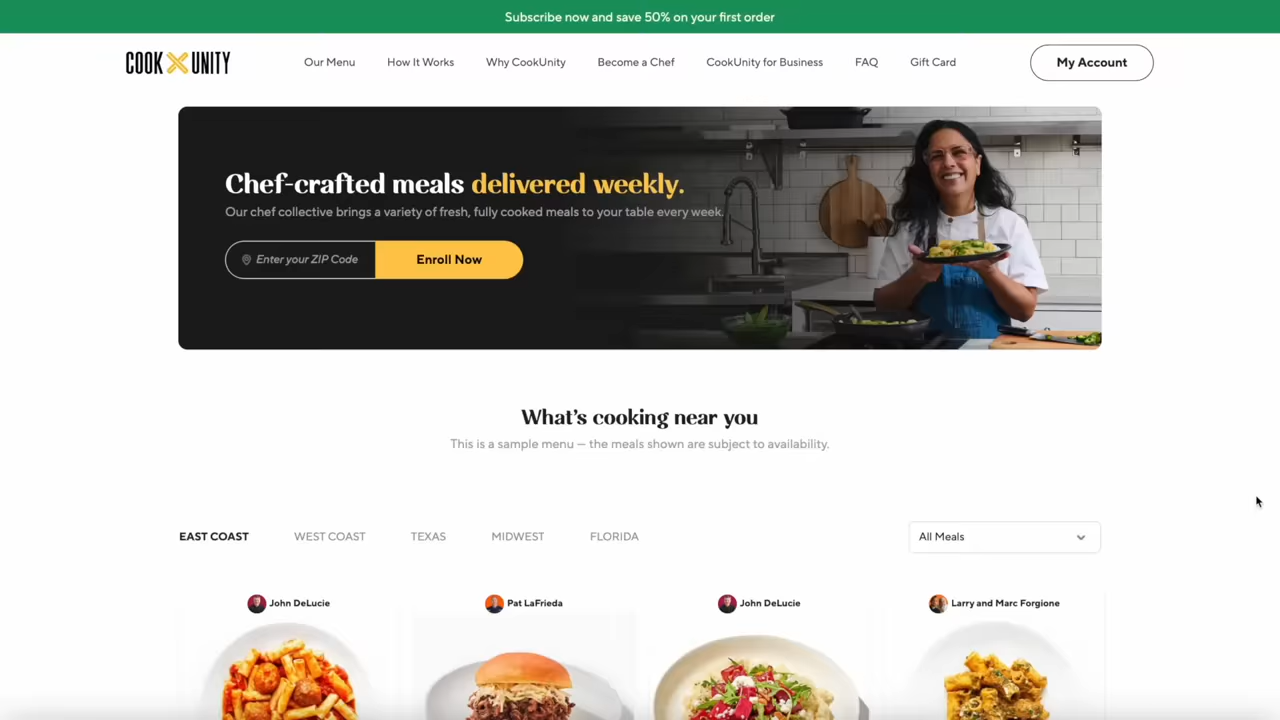 Subscribe now and save 50% on your first order
COOK UNITY
Our Menu
How It Works
Why CookUnity
Become a Chef
CookUnity for Business
FAQ
Gift Card
My Account
Chef-crafted meals delivered weekly.
Our chef collective brings a variety of fresh, fully cooked meals to your table every week.
Enter your ZIP Code
Enroll Now
What's cooking near you
This is a sample menu – the meals shown are subject to availability.
EAST COAST
WEST COAST
TEXAS
MIDWEST
FLORIDA
All Meals
John DeLucie
Pat LaFrieda
John DeLucie
Larry and Marc Forgione